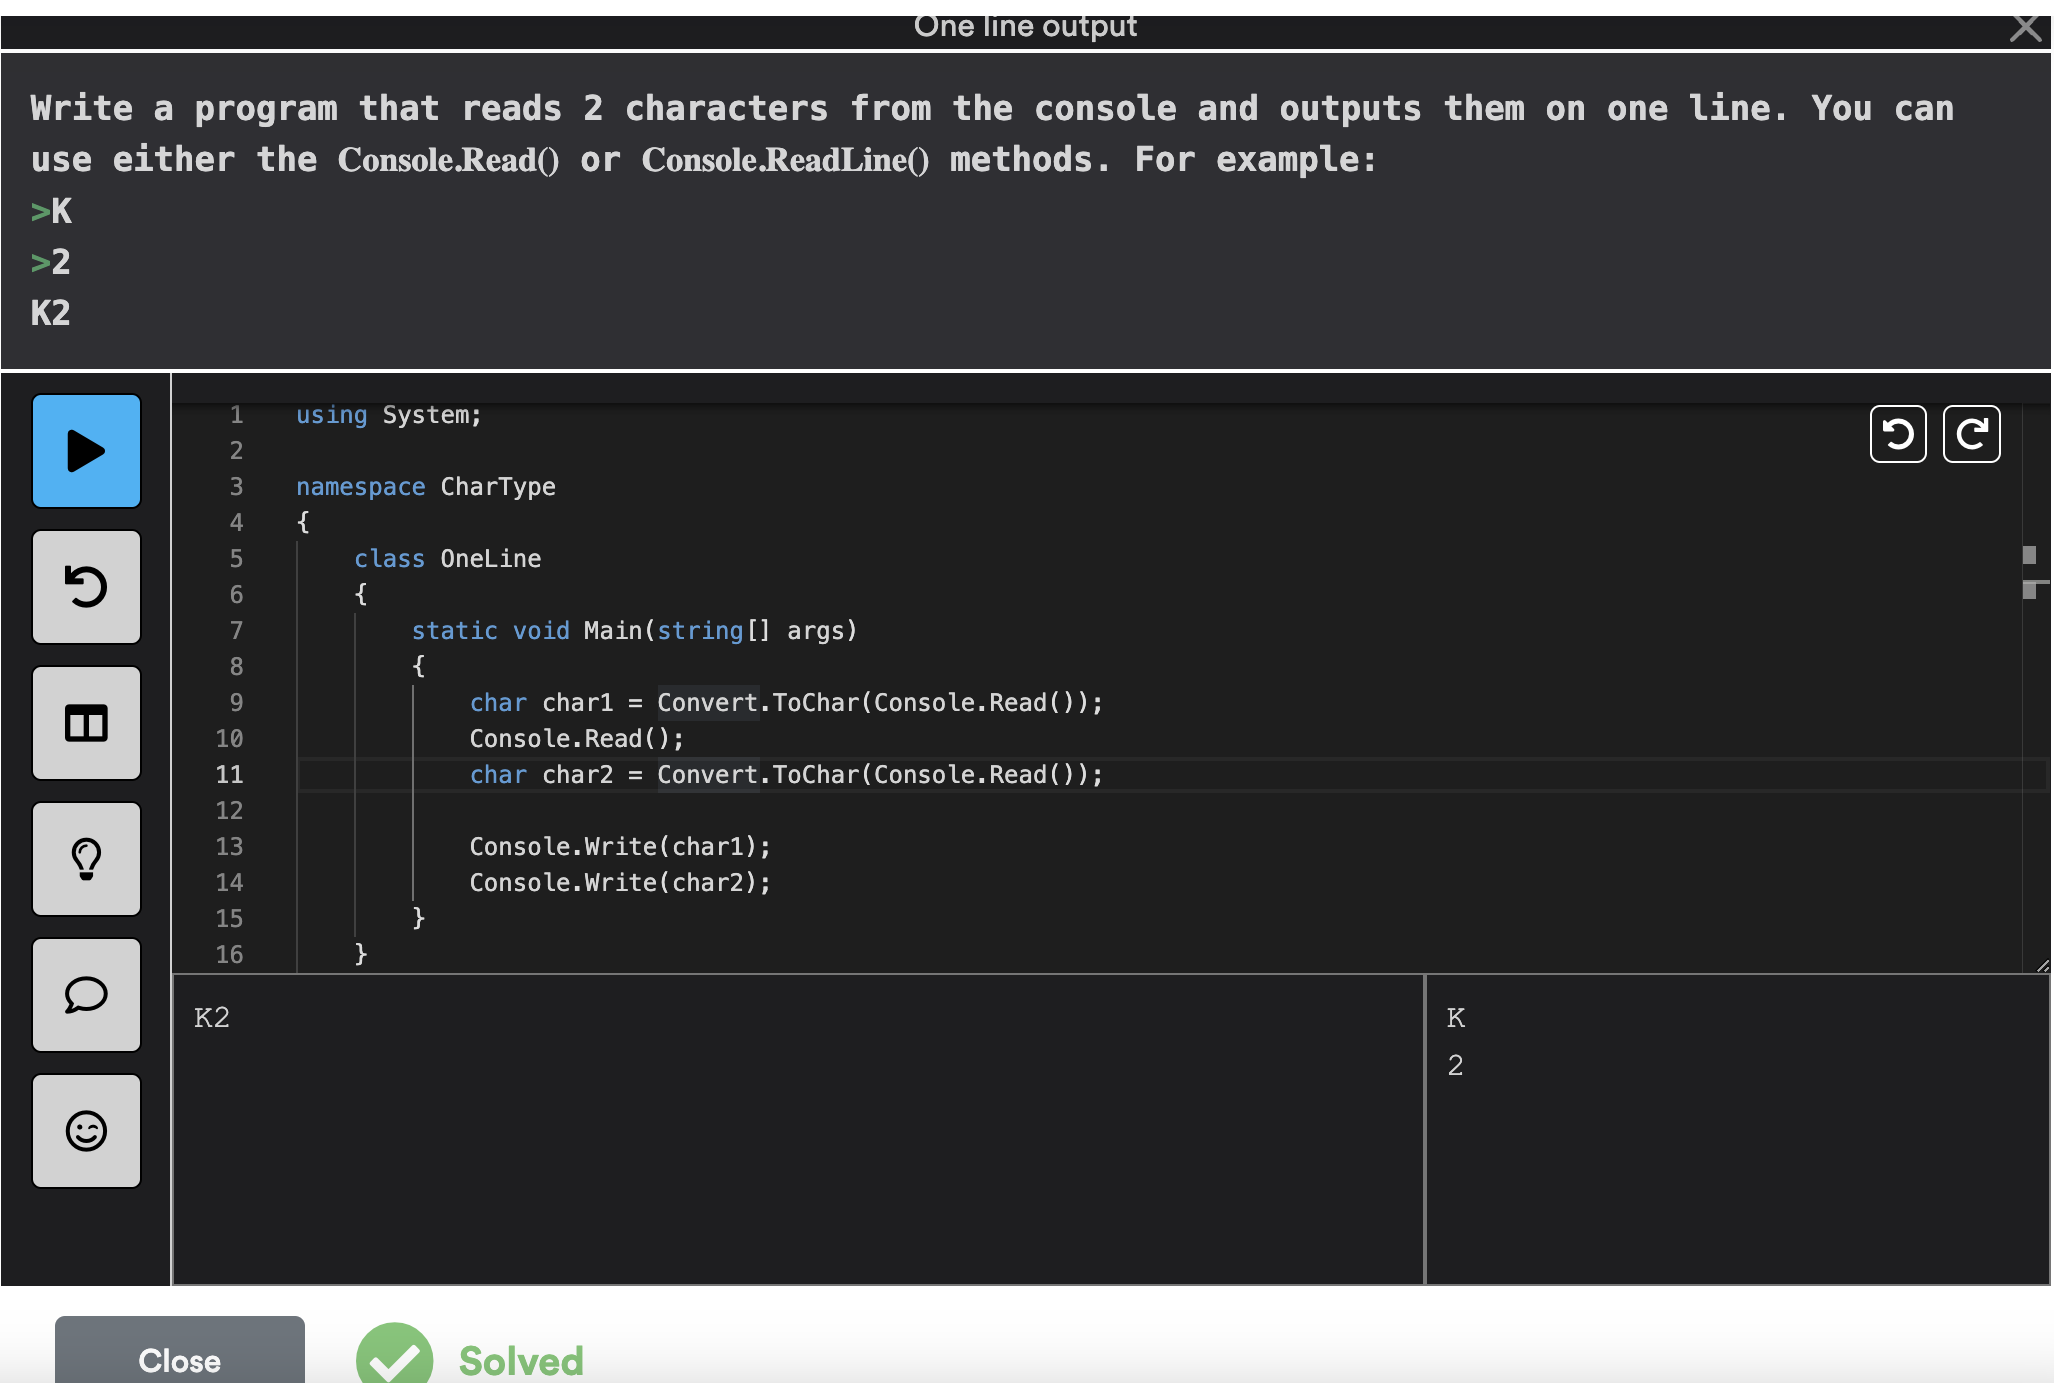 One line output
Write a program that reads 2 characters from the console and outputs them on one line. You can
use either the Console.Read() or Console.ReadLine() methods. For example:
>K
>2
K2
1 using System;
2
3 namespace CharType
4 {
5 class OneLine
6 {
7 static void Main(string[] args)
8 {
9 char char1 = Convert.ToChar(Console.Read());
10 Console.Read();
11 char char2 = Convert.ToChar(Console.Read());
12
13 Console.Write(char1);
14 Console.Write(char2);
15 }
16 }
K2
K
2
Close
Solved